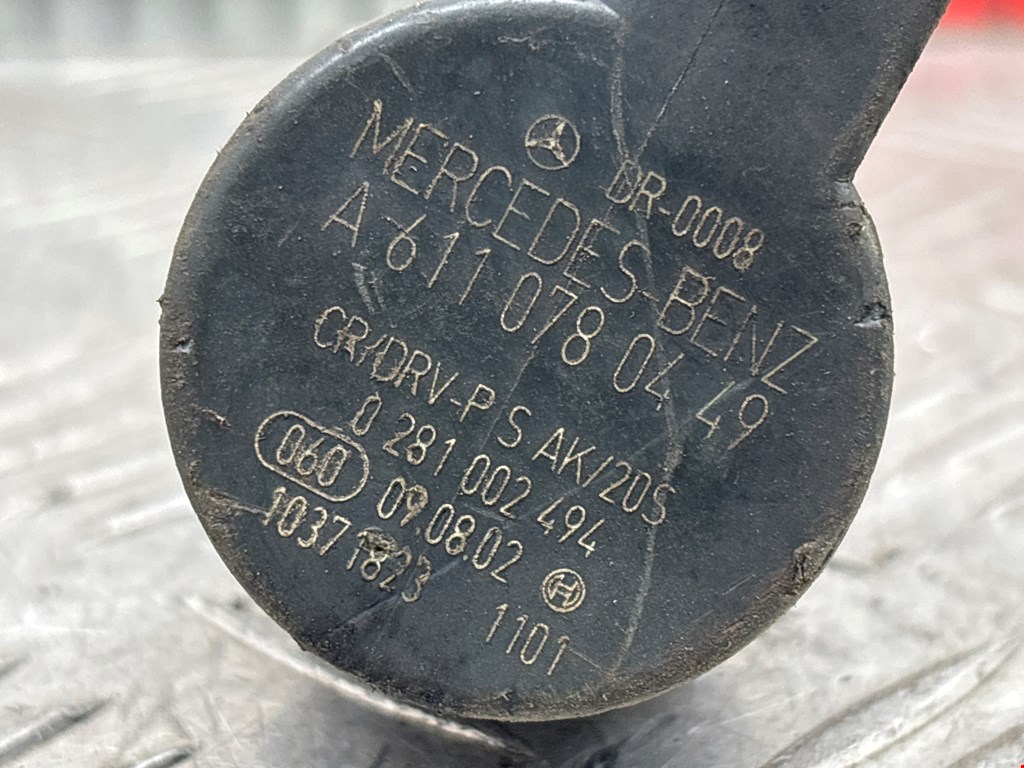 DR-0008
MERCEDES-BENZ
A 611 078 04 49
CR/DRV-P S AK/20S
0 281 002 494
060 09.08.02
10371823 1101